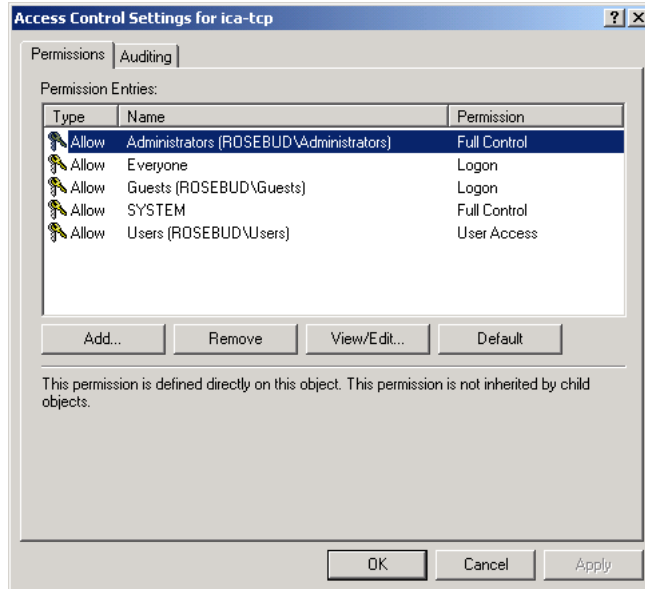 Access Control Settings for ica-tcp
Permissions Auditing
Permission Entries:
Type Name Permission
Allow Administrators (ROSEBUD\Administrators) Full Control
Allow Everyone Logon
Allow Guests (ROSEBUD\Guests) Logon
Allow SYSTEM Full Control
Allow Users (ROSEBUD\Users) User Access
Add... Remove View/Edit... Default
This permission is defined directly on this object. This permission is not inherited by child
objects.
OK Cancel Apply